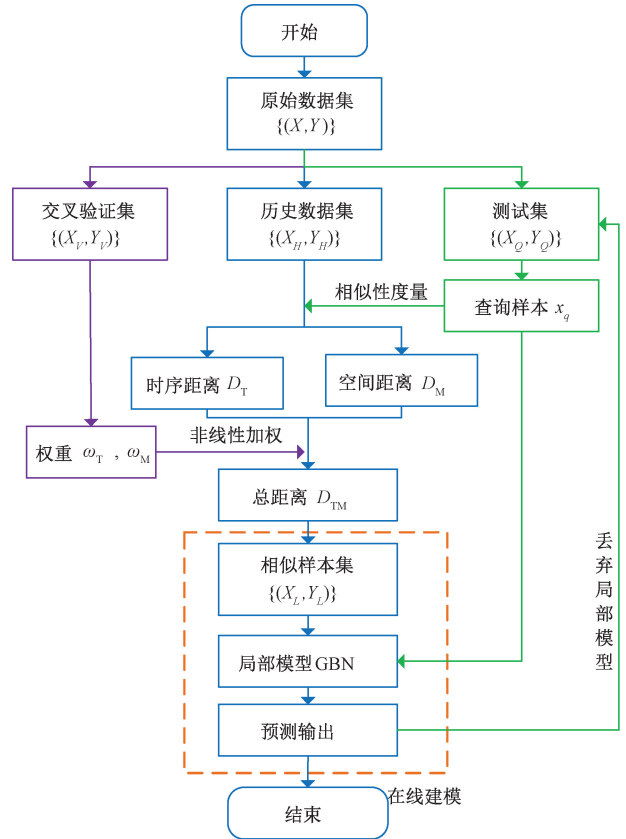 开始
原始数据集
{(X,Y)}
交叉验证集
{(X_V,Y_V)}
历史数据集
{(X_H,Y_H)}
测试集
{(X_Q,Y_Q)}
相似性度量
查询样本 x_q
时序距离 D_T
空间距离 D_M
权重 ω_T , ω_M
非线性加权
总距离 D_TM
相似样本集
{(X_L,Y_L)}
局部模型GBN
预测输出
丢弃局部模型
在线建模
结束